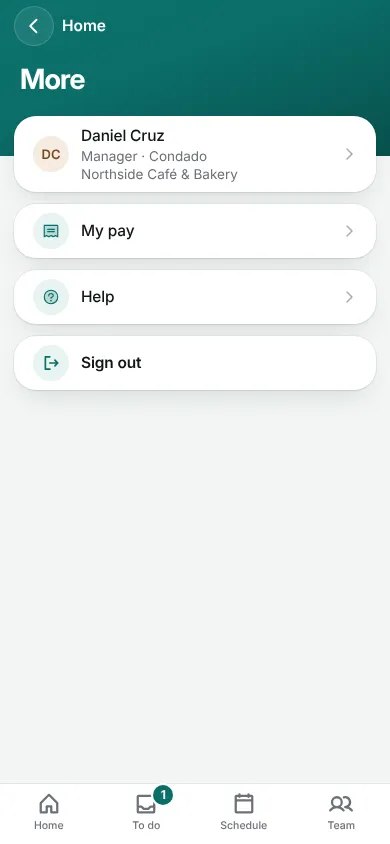 Home
More
DC
Daniel Cruz
Manager · Condado
Northside Café & Bakery
My pay
Help
Sign out
1
Home
To do
Schedule
Team